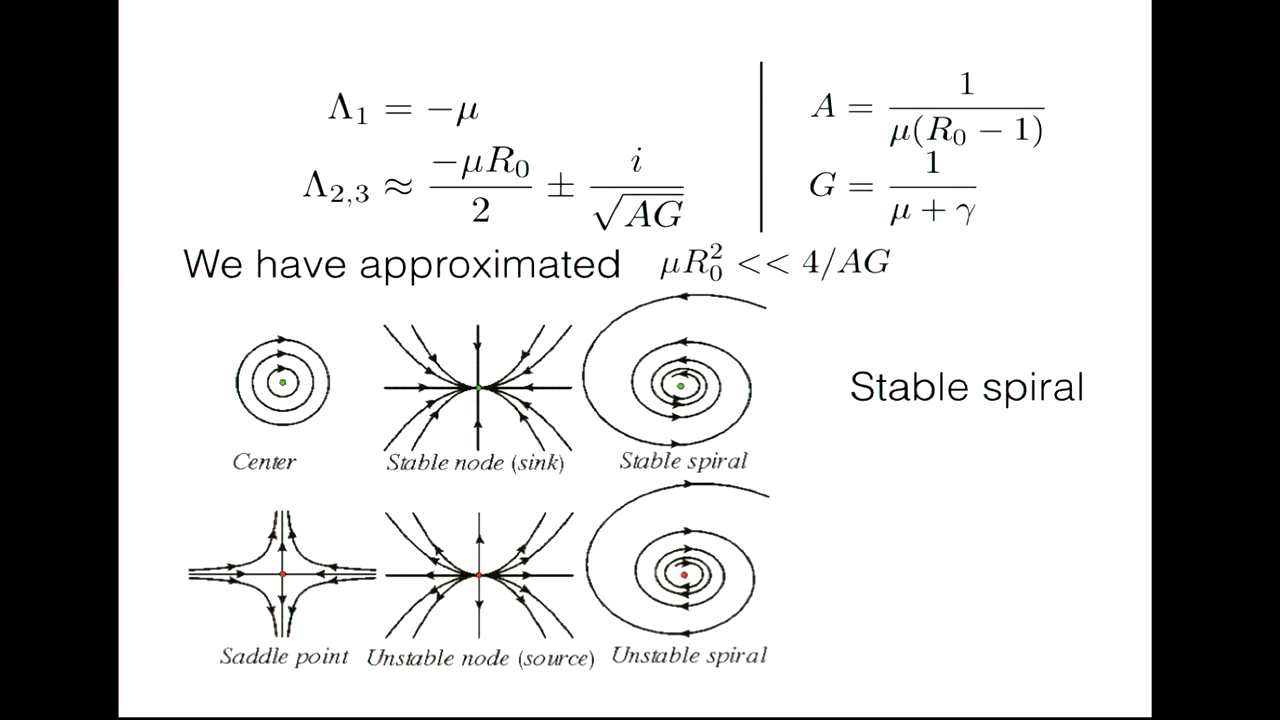 Λ₁ = −μ
Λ₂,₃ ≈ −μR₀/2 ± i/√AG
A = 1/μ(R₀ − 1)
G = 1/μ + γ
We have approximated μR₀² << 4/AG
Center
Stable node (sink)
Stable spiral
Stable spiral
Saddle point
Unstable node (source)
Unstable spiral